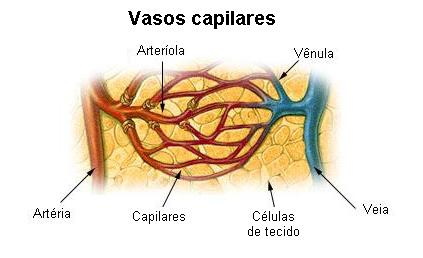 Vasos capilares
Arteríola
Vênula
Artéria
Capilares
Células
de tecido
Veia